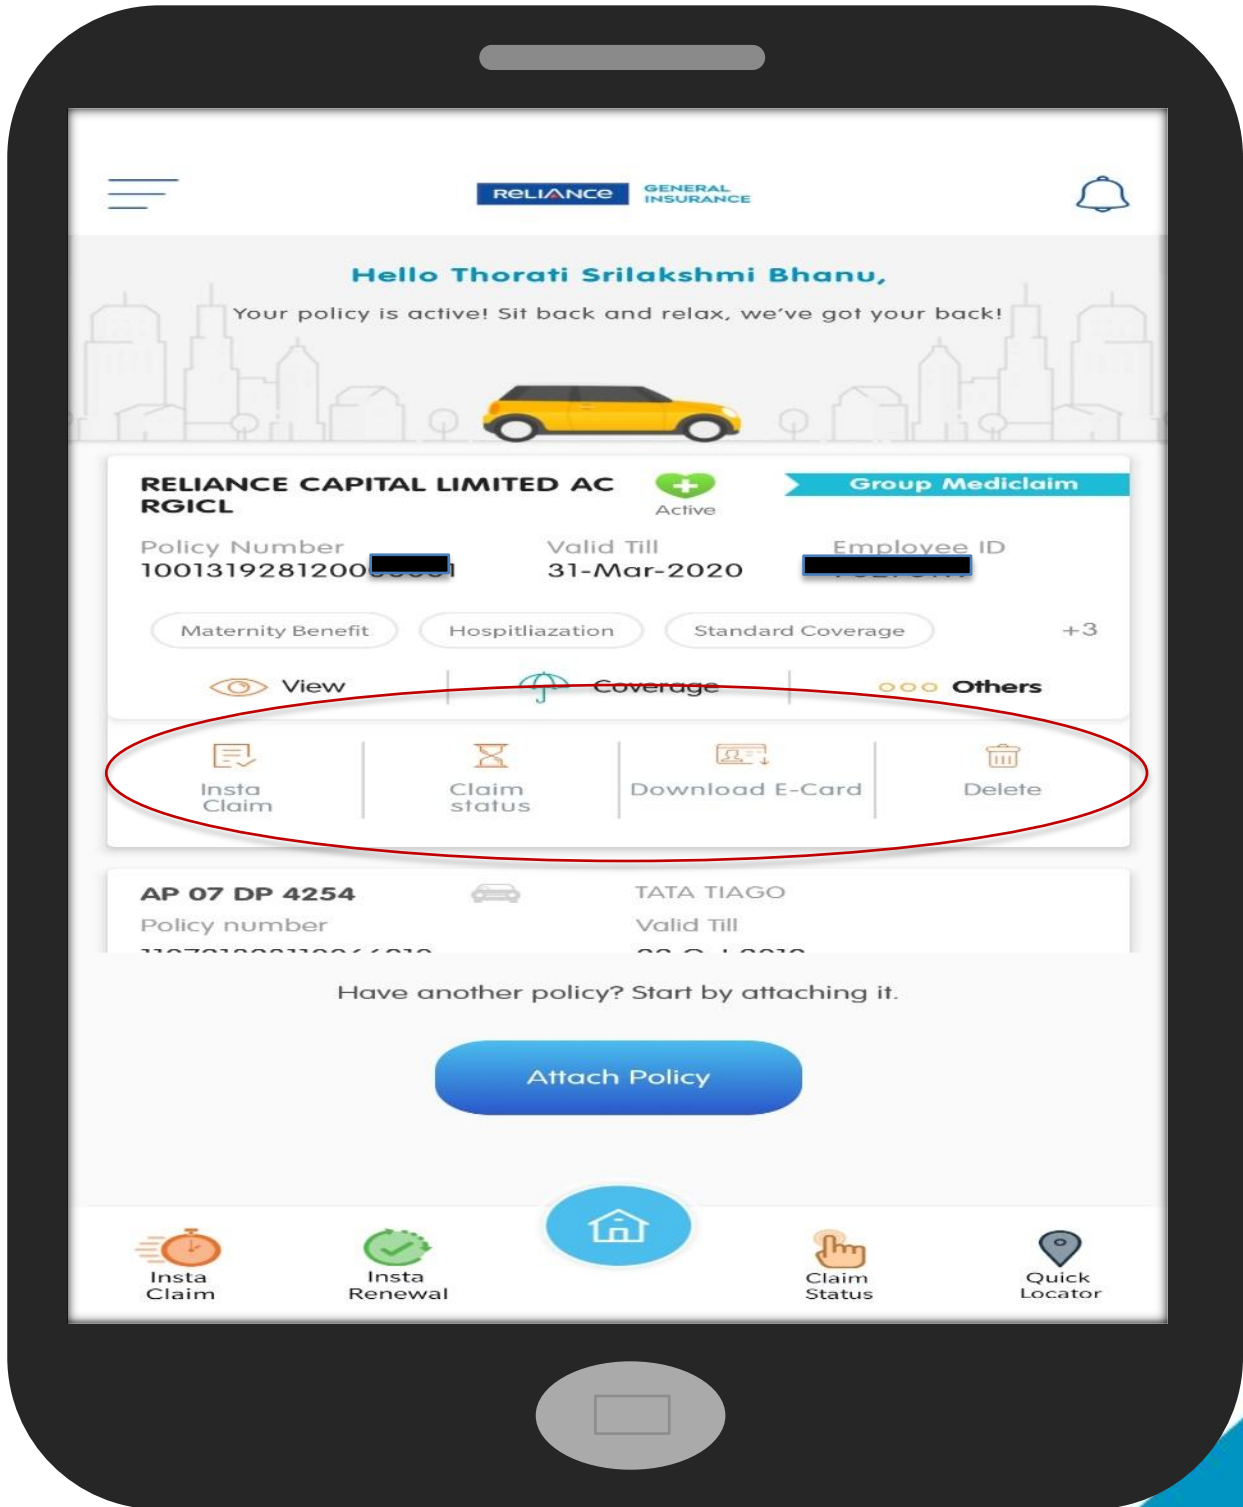 RELIANCE GENERAL INSURANCE
Hello Thorati Srilakshmi Bhanu,
Your policy is active! Sit back and relax, we've got your back!
RELIANCE CAPITAL LIMITED AC RGICL
Active
Group Mediclaim
Policy Number Valid Till Employee ID
100131928120 31-Mar-2020
Maternity Benefit Hospitliazation Standard Coverage +3
View Coverage Others
Insta Claim
Claim status
Download E-Card
Delete
AP 07 DP 4254 TATA TIAGO
Policy number Valid Till
Have another policy? Start by attaching it.
Attach Policy
Insta Claim
Insta Renewal
Claim Status
Quick Locator